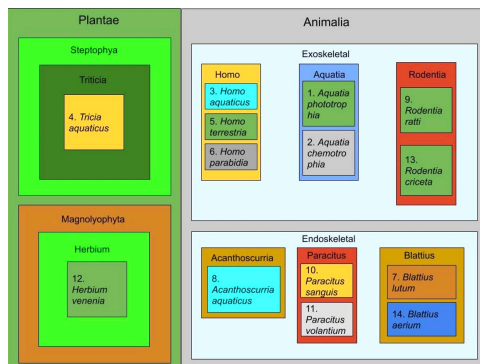 Plantae
Animalia
Steptophya
Triticia
4. Tricia
aquaticus
Magnolyophyta
Herbium
12.
Herbium
venenia
Exoskeletal
Homo
3. Homo
aquaticus
5. Homo
terrestria
6. Homo
parabidia
Aquatia
1. Aquatia
phototrop
hia
2. Aquatia
chemotro
phia
Rodentia
9.
Rodentia
ratti
13.
Rodentia
criceta
Endoskeletal
Acanthoscurria
8.
Acanthoscurria
aquaticus
Paracitus
10.
Paracitus
sanguis
11.
Paracitus
volantium
Blattius
7. Blattius
lutum
14. Blattius
aerium